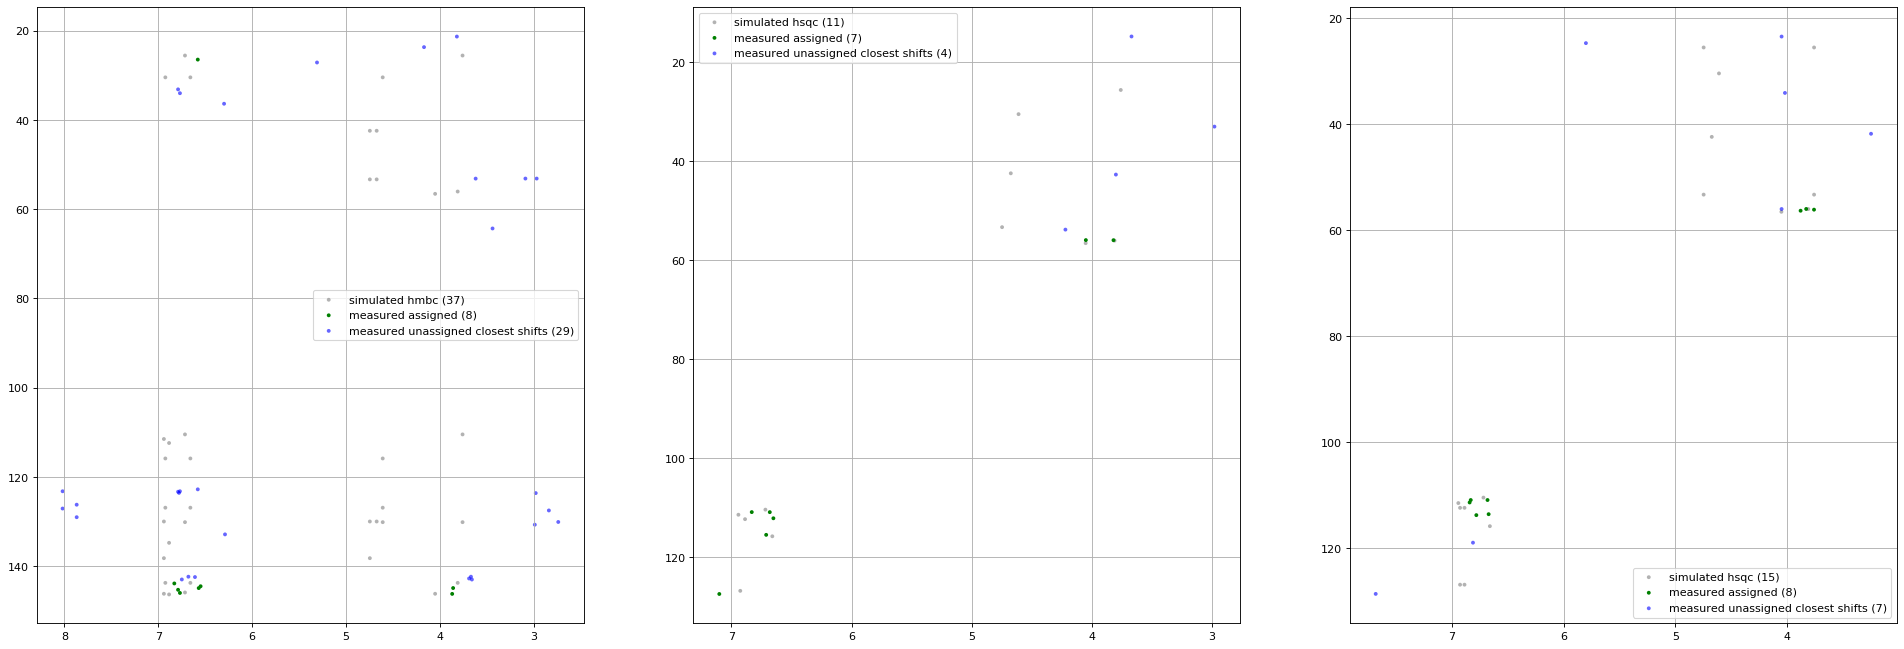 20
40
60
80
100
120
140
8 7 6 5 4 3
simulated hmbc (37)
measured assigned (8)
measured unassigned closest shifts (29)
20
40
60
80
100
120
7 6 5 4 3
simulated hsqc (11)
measured assigned (7)
measured unassigned closest shifts (4)
20
40
60
80
100
120
7 6 5 4
simulated hsqc (15)
measured assigned (8)
measured unassigned closest shifts (7)